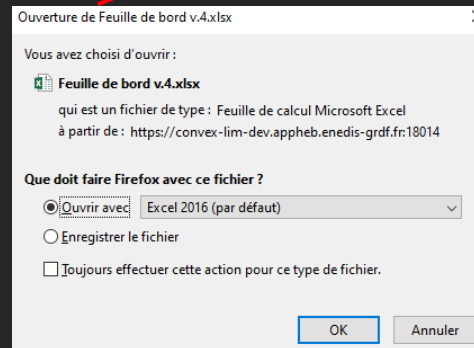 Ouverture de Feuille de bord v.4.xlsx
Vous avez choisi d'ouvrir :
Feuille de bord v.4.xlsx
qui est un fichier de type : Feuille de calcul Microsoft Excel
à partir de : https://convex-lim-dev.appheb.enedis-grdf.fr:18014
Que doit faire Firefox avec ce fichier ?
Ouvrir avec Excel 2016 (par défaut)
Enregistrer le fichier
Toujours effectuer cette action pour ce type de fichier.
OK Annuler